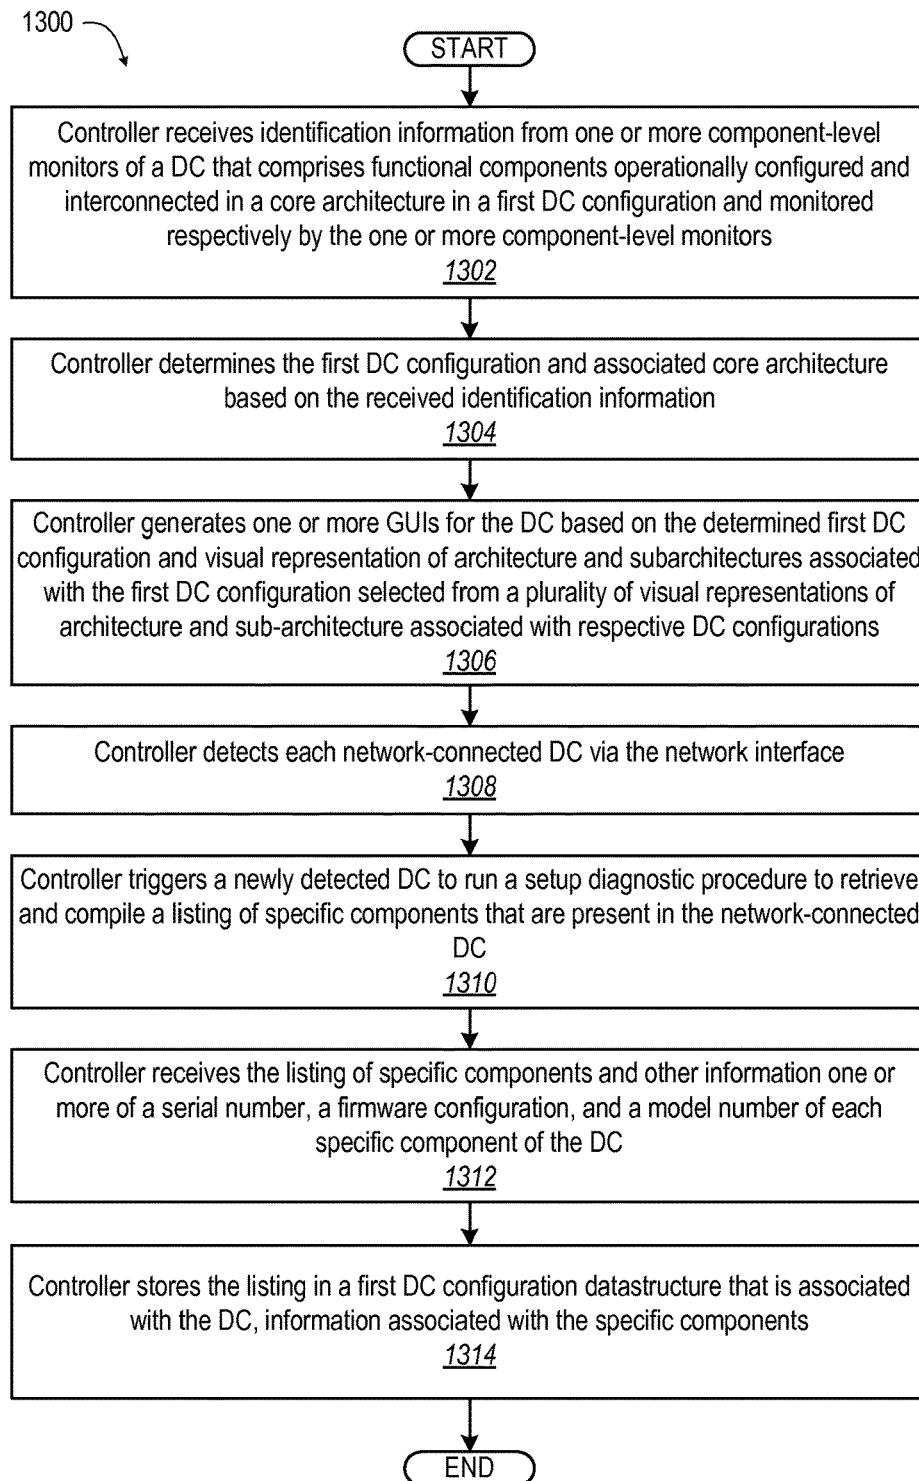 1300
START
Controller receives identification information from one or more component-level
monitors of a DC that comprises functional components operationally configured and
interconnected in a core architecture in a first DC configuration and monitored
respectively by the one or more component-level monitors
1302
Controller determines the first DC configuration and associated core architecture
based on the received identification information
1304
Controller generates one or more GUIs for the DC based on the determined first DC
configuration and visual representation of architecture and subarchitectures associated
with the first DC configuration selected from a plurality of visual representations of
architecture and sub-architecture associated with respective DC configurations
1306
Controller detects each network-connected DC via the network interface
1308
Controller triggers a newly detected DC to run a setup diagnostic procedure to retrieve
and compile a listing of specific components that are present in the network-connected
DC
1310
Controller receives the listing of specific components and other information one or
more of a serial number, a firmware configuration, and a model number of each
specific component of the DC
1312
Controller stores the listing in a first DC configuration datastructure that is associated
with the DC, information associated with the specific components
1314
END